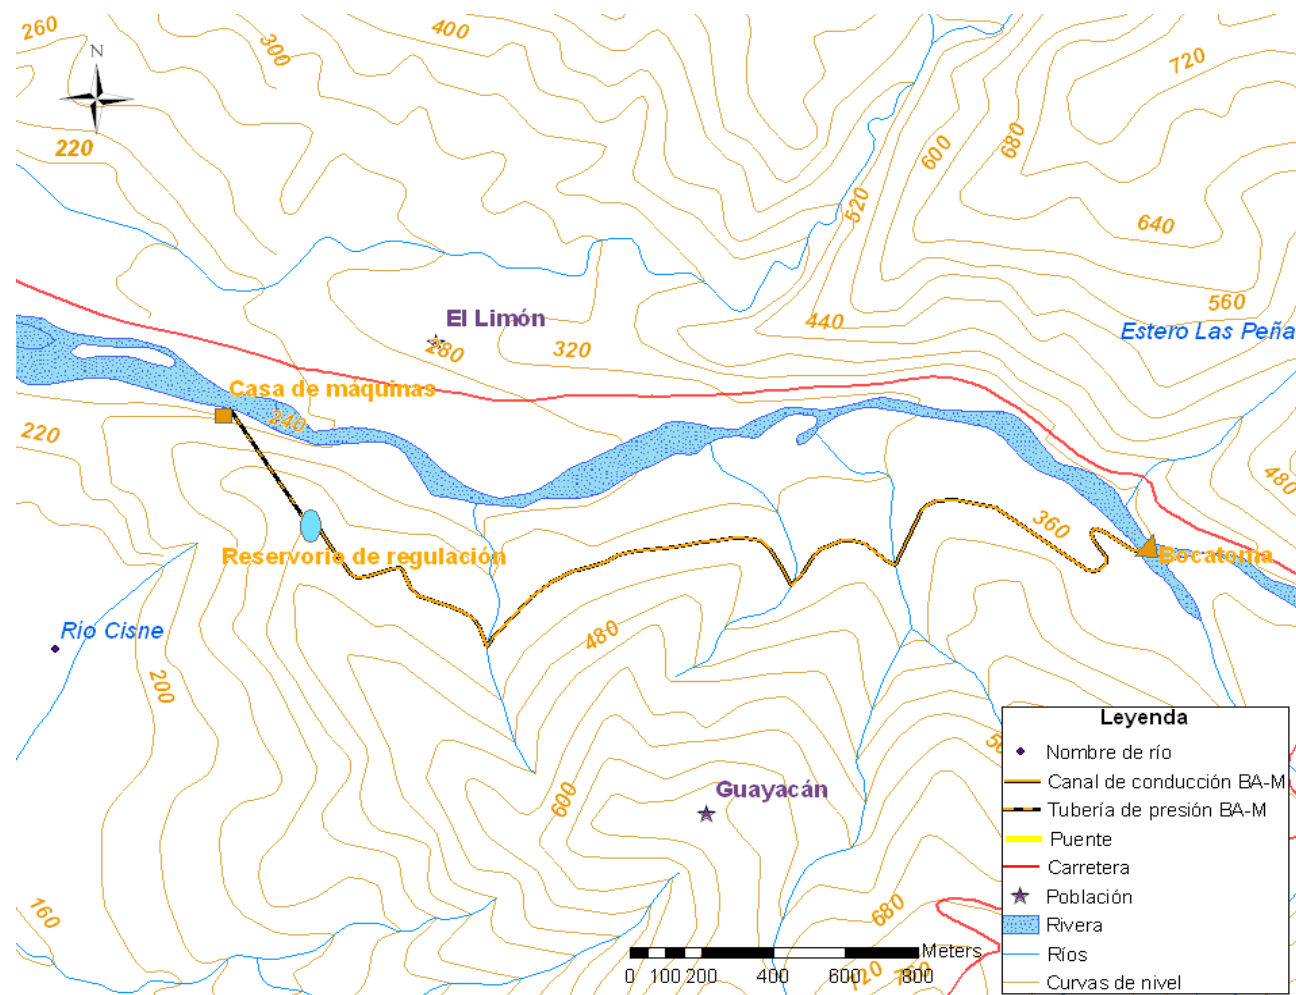 260
400
300
720
N
220
600
680
520
640
560
El Limón
440
Estero Las Peña
280
320
Casa de máquinas
240
220
480
360
Reservorio de regulación
Bocatoma
Río Cisne
480
200
Guayacán
600
680
160
720
Leyenda
Nombre de río
Canal de conducción BA-M
Tubería de presión BA-M
Puente
Carretera
Población
Rivera
Ríos
Curvas de nivel
Meters
0 100 200 400 600 800